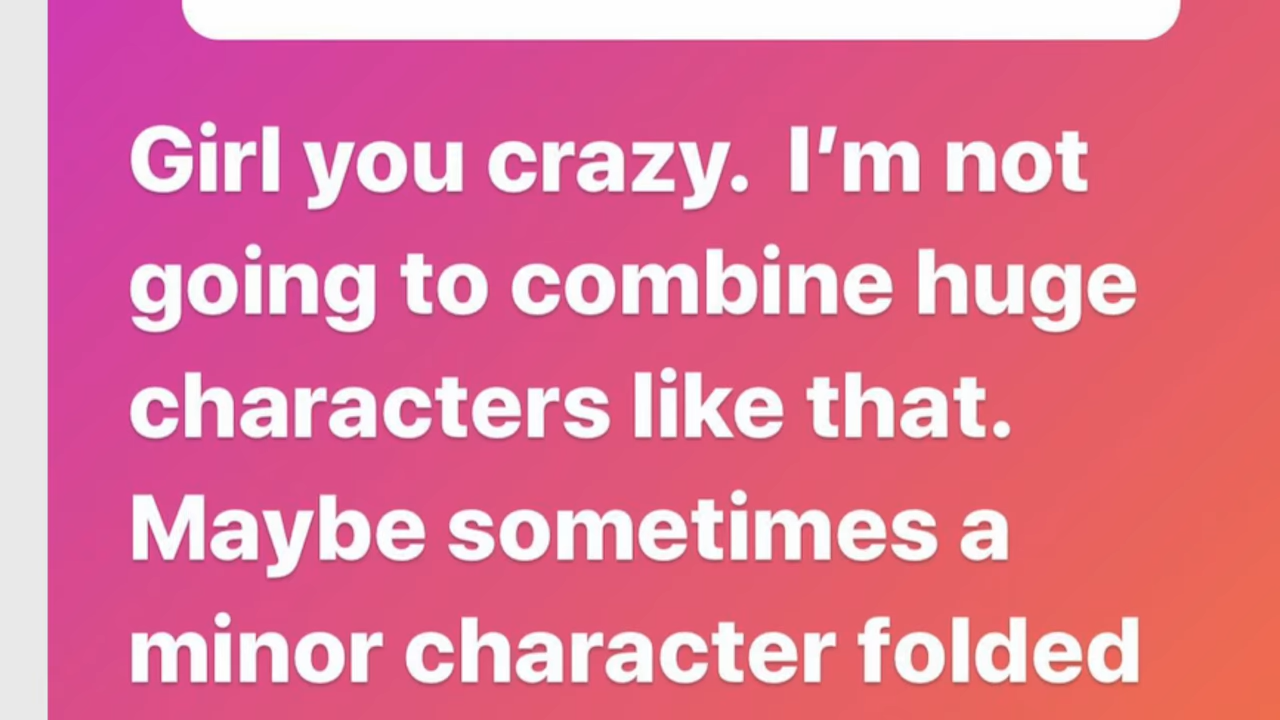 Girl you crazy.  I’m not
going to combine huge
characters like that.
Maybe sometimes a
minor character folded